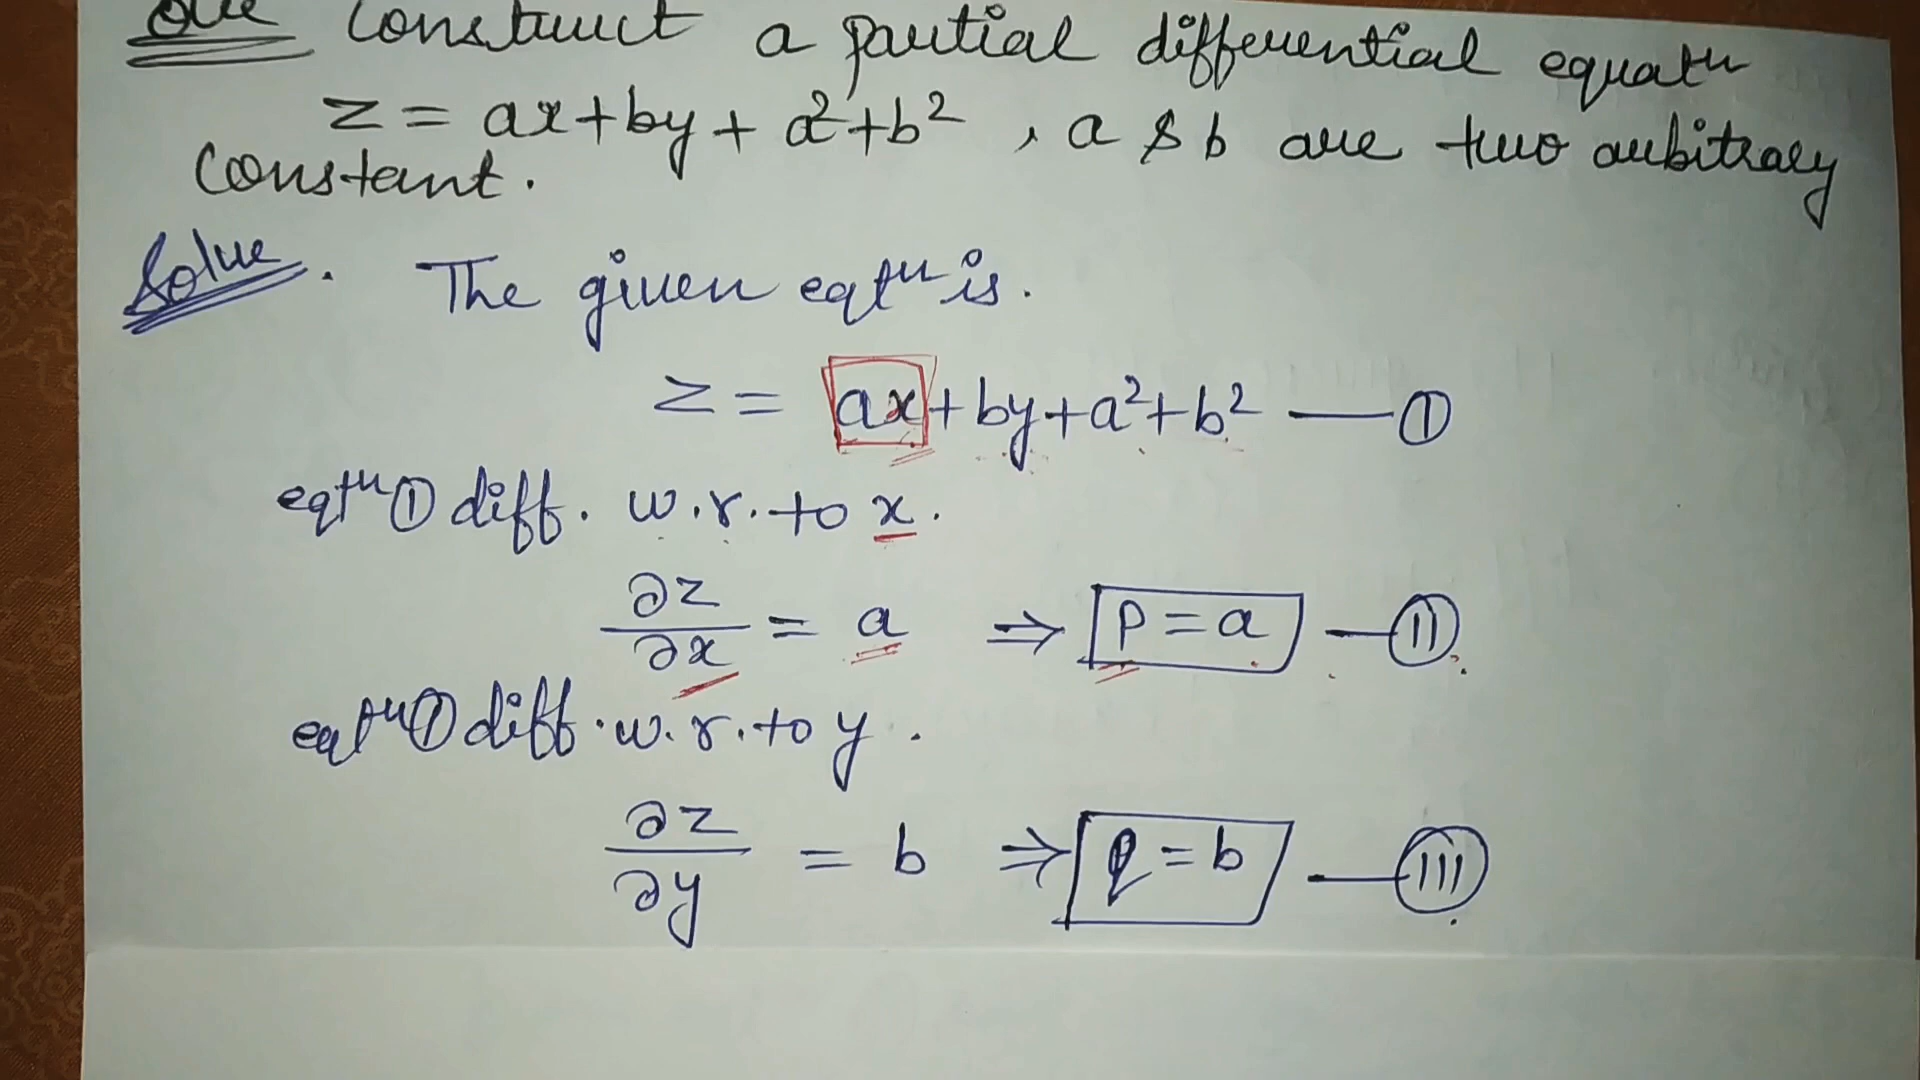 Que Construct a partial differential equatn
z = ax+by+a²+b² , a & b are two arbitrary
constant.
Solve. The given eqtn is.
z = ax+by+a²+b² — ①
eqtn ① diff. w.r.to x.
∂z/∂x = a ⇒ P=a — ⑪
eqtn ① diff.w.r.to y.
∂z/∂y = b ⇒ q=b — (III)